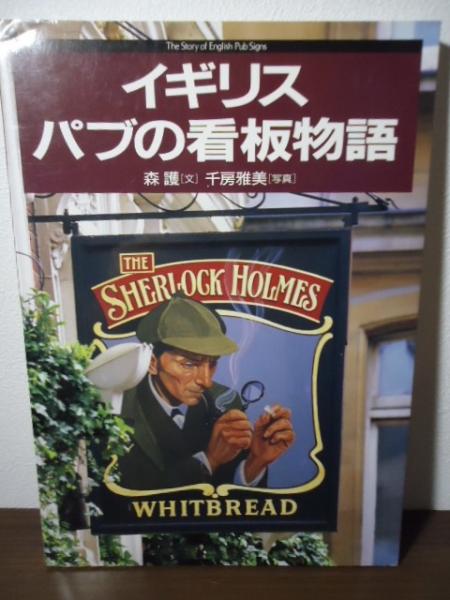 The Story of English Pub Signs
イギリス
パブの看板物語
森 護[文] 千房雅美[写真]
THE
SHERLOCK HOLMES
WHITBREAD